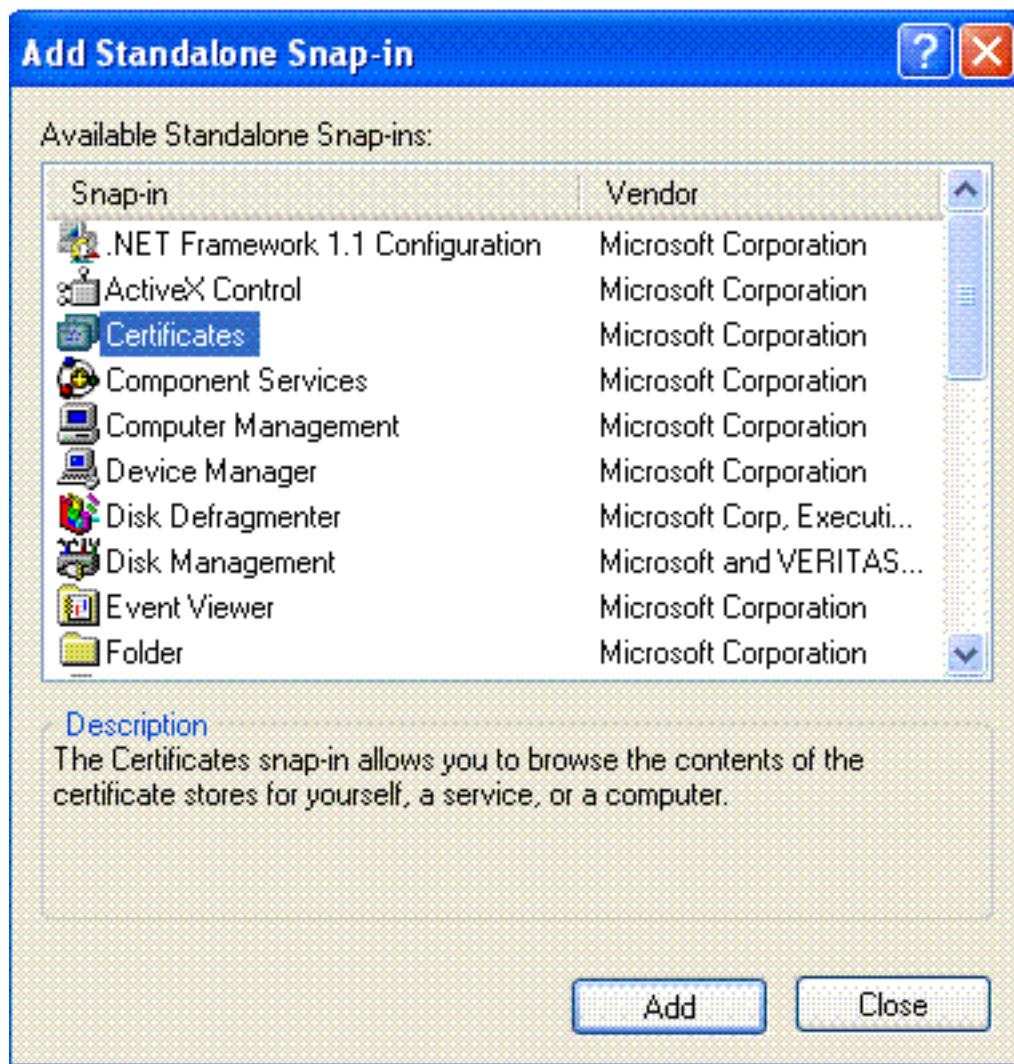 Add Standalone Snap-in
Available Standalone Snap-ins:
Snap-in Vendor
.NET Framework 1.1 Configuration Microsoft Corporation
ActiveX Control Microsoft Corporation
Certificates Microsoft Corporation
Component Services Microsoft Corporation
Computer Management Microsoft Corporation
Device Manager Microsoft Corporation
Disk Defragmenter Microsoft Corp, Executi...
Disk Management Microsoft and VERITAS...
Event Viewer Microsoft Corporation
Folder Microsoft Corporation
Description
The Certificates snap-in allows you to browse the contents of the
certificate stores for yourself, a service, or a computer.
Add Close